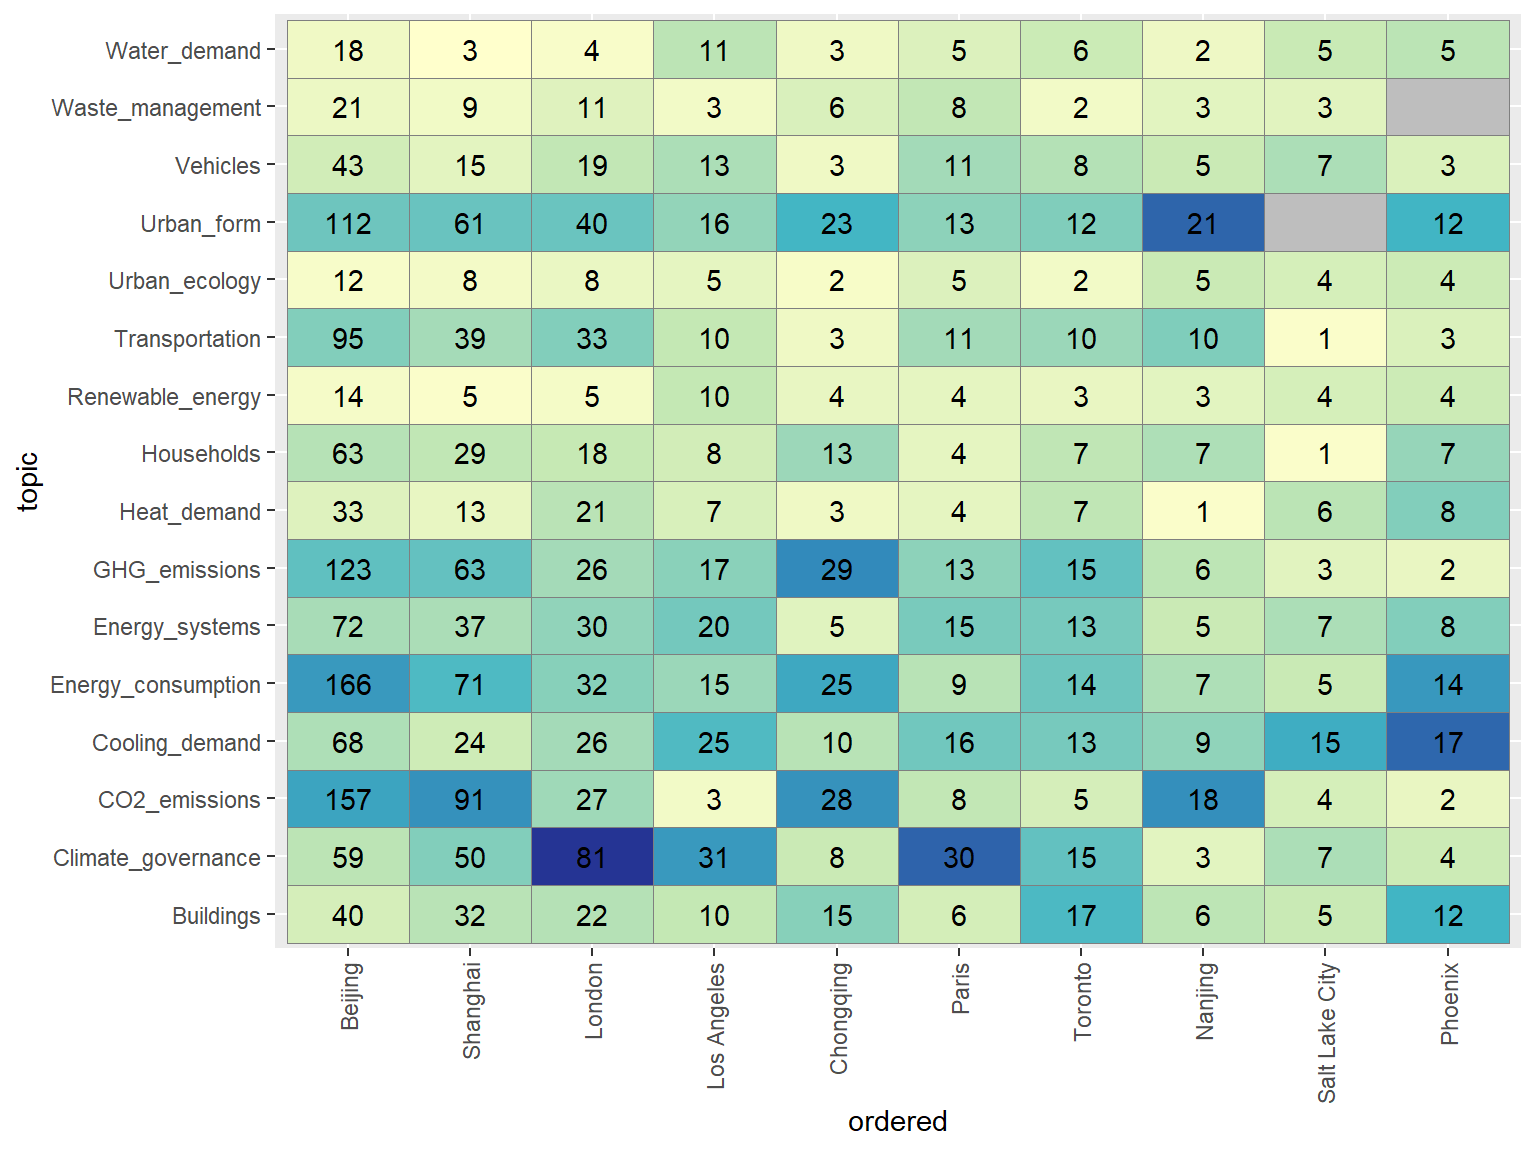 Water_demand 18 3 4 11 3 5 6 2 5 5
Waste_management 21 9 11 3 6 8 2 3 3
Vehicles 43 15 19 13 3 11 8 5 7 3
Urban_form 112 61 40 16 23 13 12 21 12
Urban_ecology 12 8 8 5 2 5 2 5 4 4
Transportation 95 39 33 10 3 11 10 10 1 3
Renewable_energy 14 5 5 10 4 4 3 3 4 4
Households 63 29 18 8 13 4 7 7 1 7
Heat_demand 33 13 21 7 3 4 7 1 6 8
GHG_emissions 123 63 26 17 29 13 15 6 3 2
Energy_systems 72 37 30 20 5 15 13 5 7 8
Energy_consumption 166 71 32 15 25 9 14 7 5 14
Cooling_demand 68 24 26 25 10 16 13 9 15 17
CO2_emissions 157 91 27 3 28 8 5 18 4 2
Climate_governance 59 50 81 31 8 30 15 3 7 4
Buildings 40 32 22 10 15 6 17 6 5 12
topic
Beijing
Shanghai
London
Los Angeles
Chongqing
Paris
Toronto
Nanjing
Salt Lake City
Phoenix
ordered